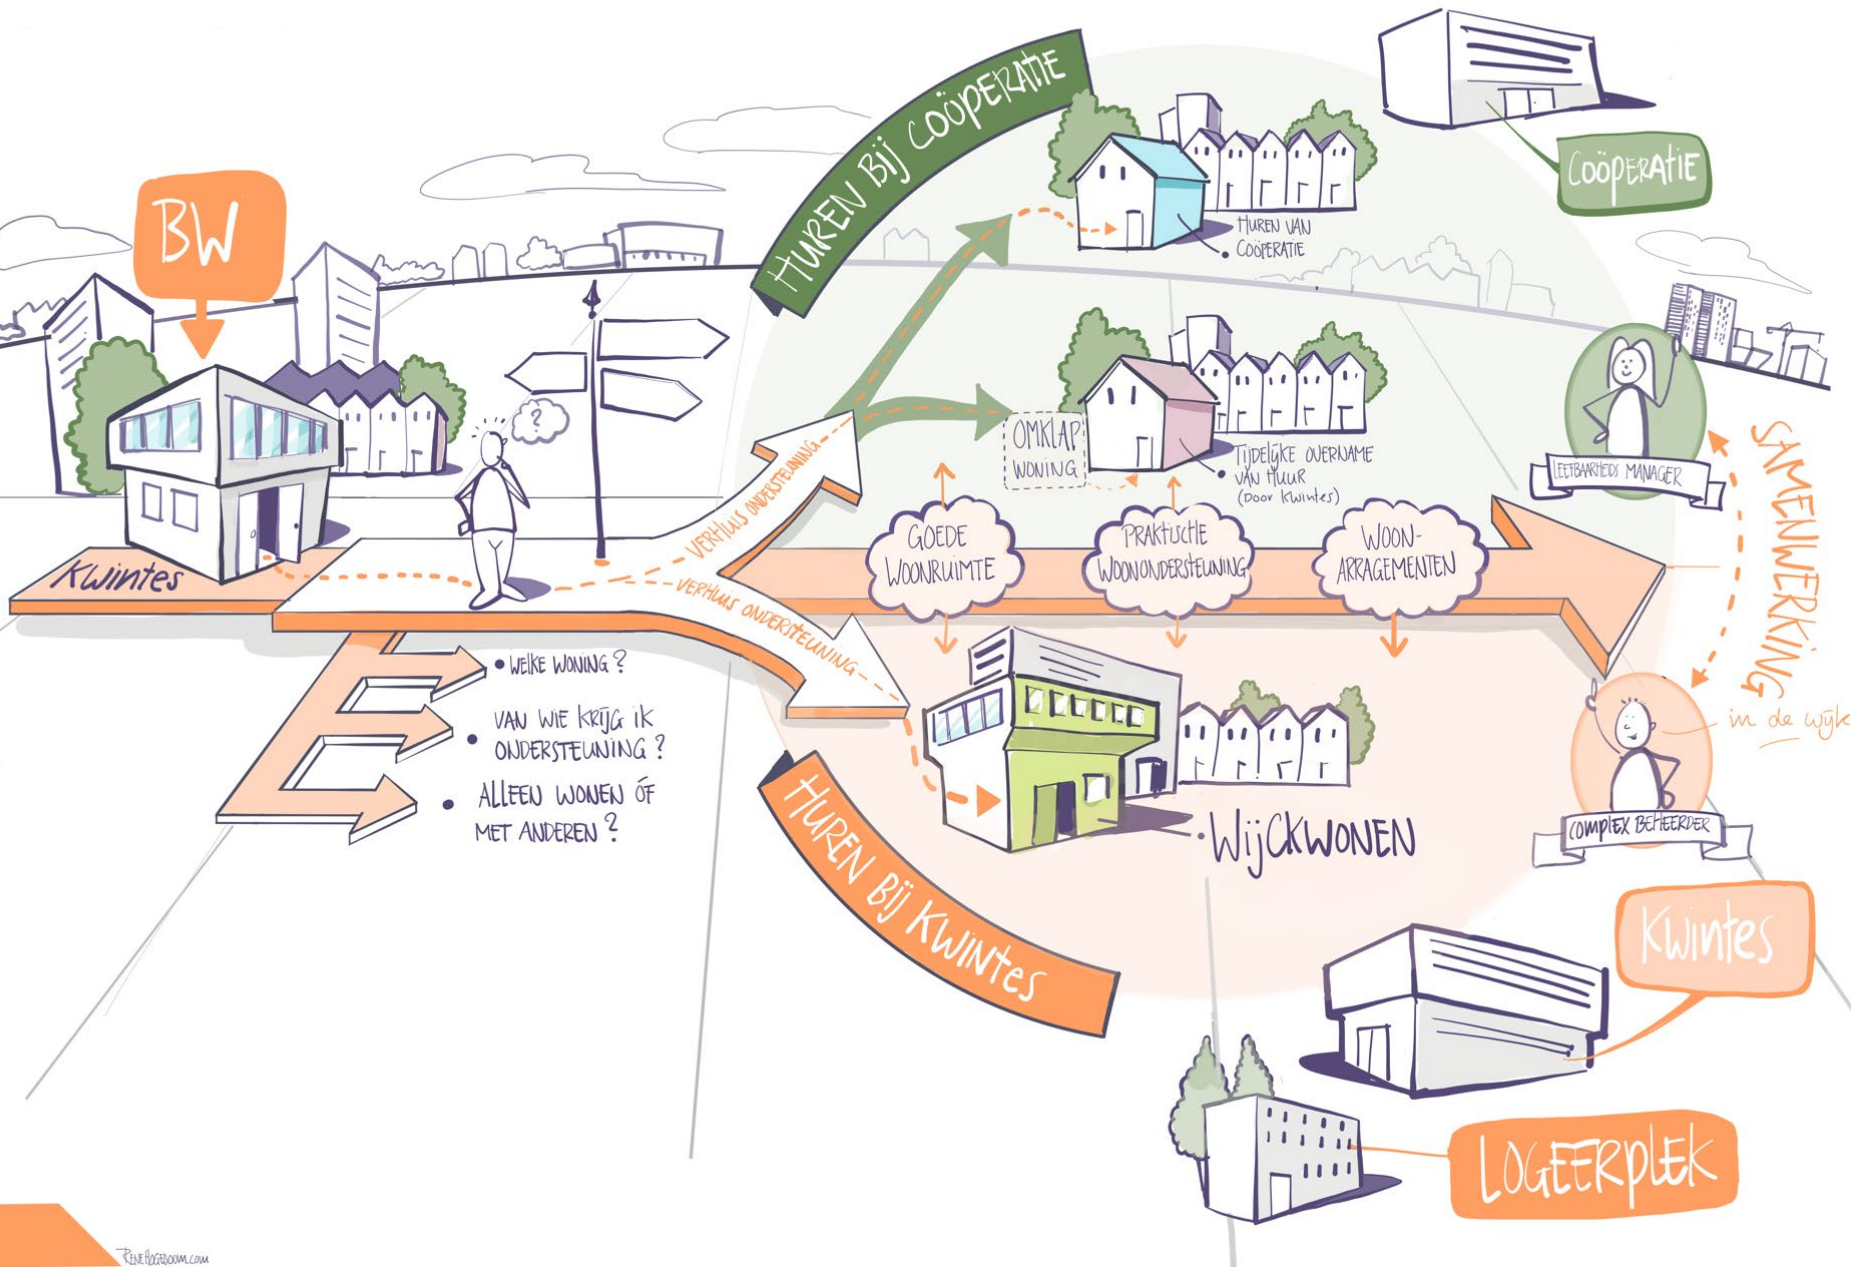 BW
Kwintes
?
• WELKE WONING?
• VAN WIE KRIJG IK
ONDERSTEUNING?
• ALLEEN WONEN ÓF
MET ANDEREN?
VERHUIS ONDERSTEUNING
VERHUIS ONDERSTEUNING
HUREN BIJ COÖPERATIE
• HUREN VAN
COÖPERATIE
COÖPERATIE
OMKLAP
WONING
• TIJDELIJKE OVERNAME
VAN HUUR
(DOOR KWINTES)
GOEDE
WOONRUIMTE
PRAKTISCHE
WOONONDERSTEUNING
WOON-
ARRAGEMENTEN
LEEFBAARHEIDS MANAGER
SAMENWERKING
in de wijk
COMPLEX BEHEERDER
• WIJCKWONEN
HUREN BIJ KWINTES
Kwintes
LOGEERPLEK
RENEHOGEBOOM.COM